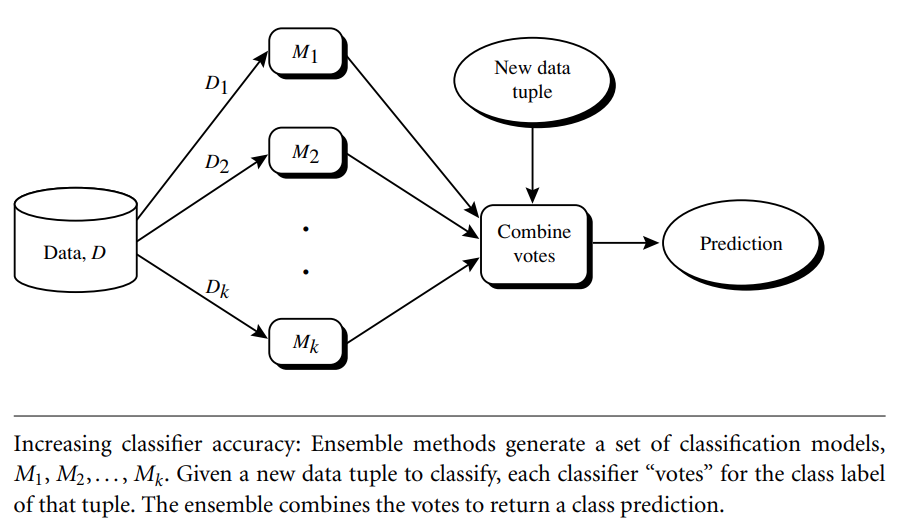 M1
D1
New data
tuple
D2
M2
Combine
votes
Prediction
Data, D
Dk
Mk
Increasing classifier accuracy: Ensemble methods generate a set of classification models,
M1, M2,..., Mk. Given a new data tuple to classify, each classifier “votes” for the class label
of that tuple. The ensemble combines the votes to return a class prediction.